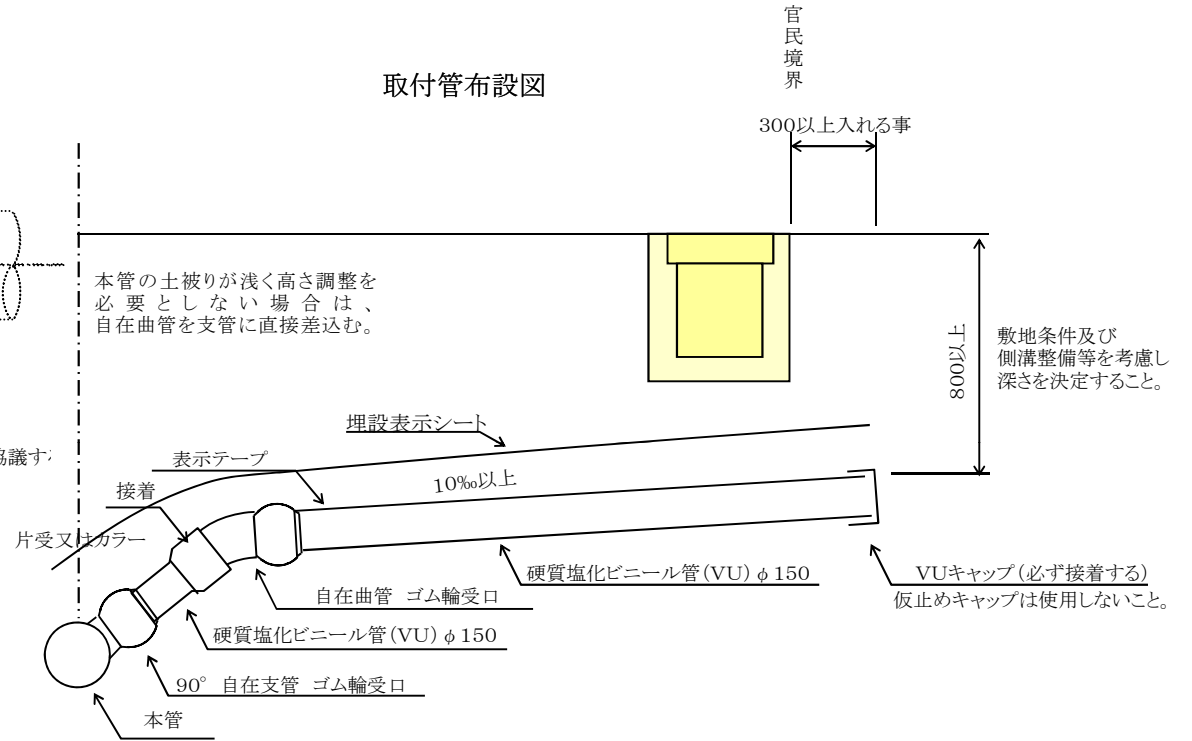 官民境界
取付管布設図
300以上入れる事
本管の土被りが浅く高さ調整を
必要としない場合は、
自在曲管を支管に直接差込む。
800以上
敷地条件及び
側溝整備等を考慮し
深さを決定すること。
埋設表示シート
協議す
表示テープ
10‰以上
接着
片受又はカラー
硬質塩化ビニール管(VU)φ150
VUキャップ(必ず接着する)
仮止めキャップは使用しないこと。
自在曲管 ゴム輪受口
硬質塩化ビニール管(VU)φ150
90° 自在支管 ゴム輪受口
本管